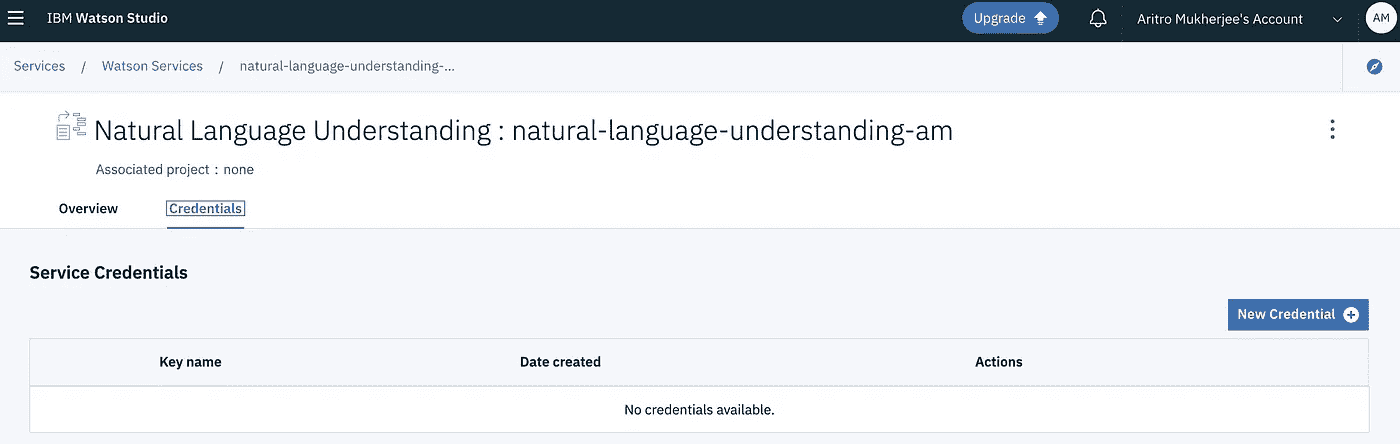 IBM Watson Studio
Upgrade
Aritro Mukherjee's Account
AM
Services / Watson Services / natural-language-understanding-...
Natural Language Understanding : natural-language-understanding-am
Associated project : none
Overview
Credentials
Service Credentials
New Credential
Key name
Date created
Actions
No credentials available.